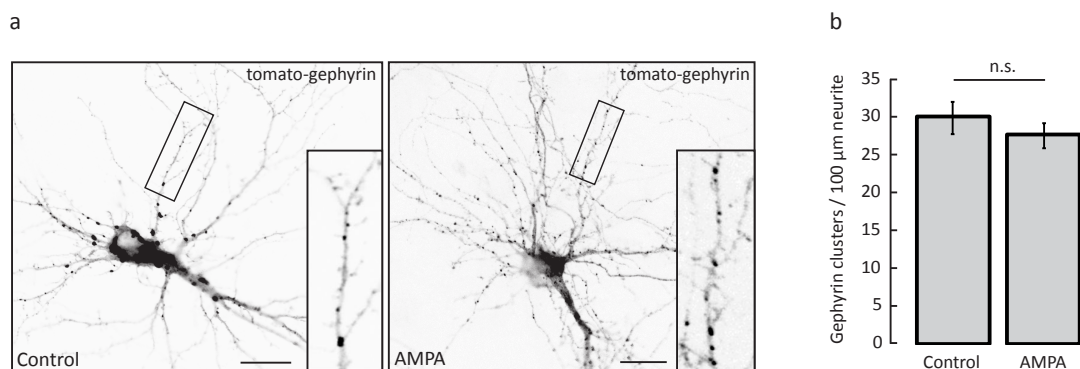 a
tomato-gephyrin
Control
tomato-gephyrin
AMPA
b
n.s.
Gephyrin clusters / 100 µm neurite
35
30
25
20
15
10
5
0
Control
AMPA